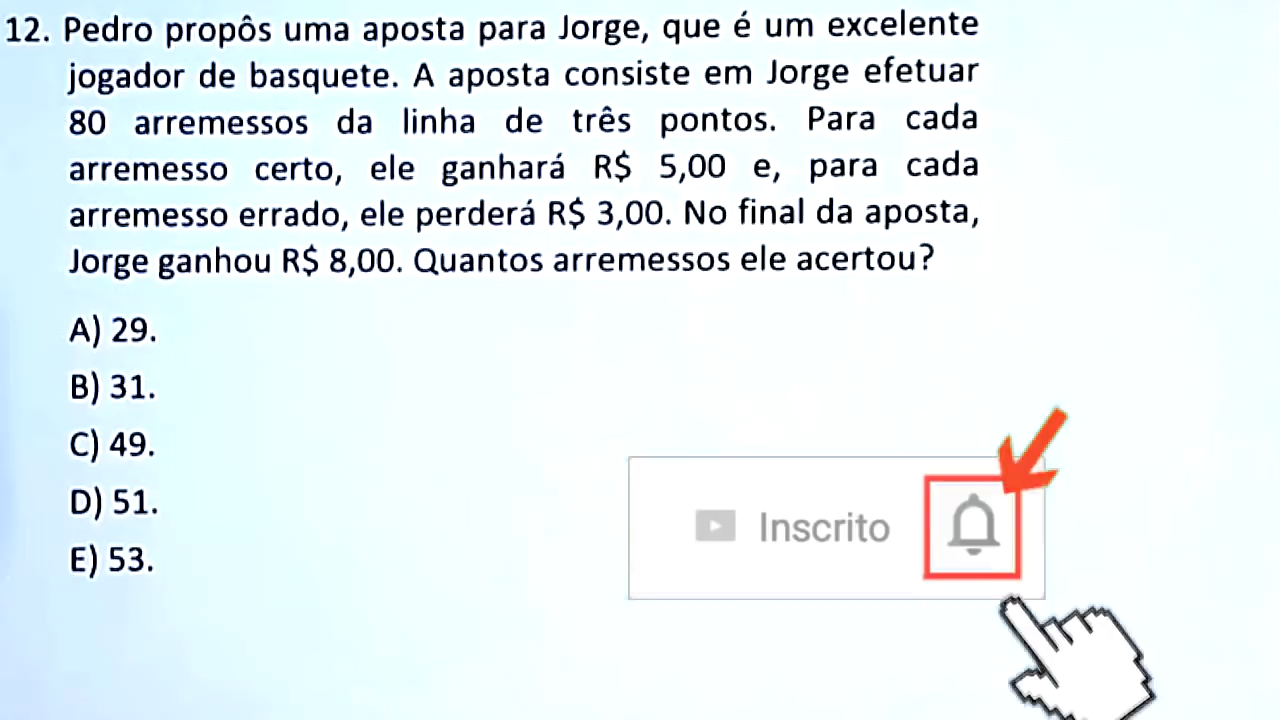 12. Pedro propôs uma aposta para Jorge, que é um excelente
jogador de basquete. A aposta consiste em Jorge efetuar
80 arremessos da linha de três pontos. Para cada
arremesso certo, ele ganhará R$ 5,00 e, para cada
arremesso errado, ele perderá R$ 3,00. No final da aposta,
Jorge ganhou R$ 8,00. Quantos arremessos ele acertou?
A) 29.
B) 31.
C) 49.
D) 51.
E) 53.
Inscrito